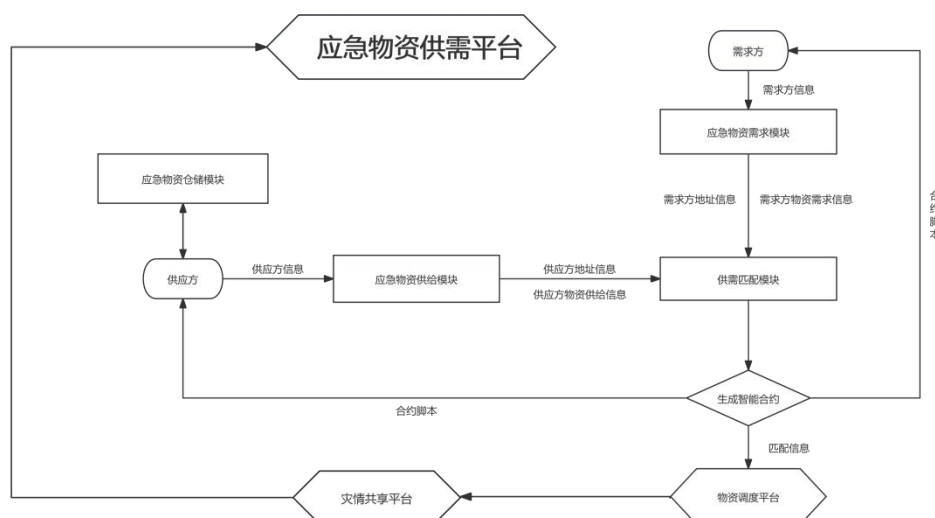 应急物资供需平台
需求方
需求方信息
应急物资需求模块
应急物资仓储模块
需求方地址信息
需求方物资需求信息
合约脚本
供应方
供应方信息
应急物资供给模块
供应方地址信息
供应方物资供给信息
供需匹配模块
生成智能合约
合约脚本
匹配信息
灾情共享平台
物资调度平台